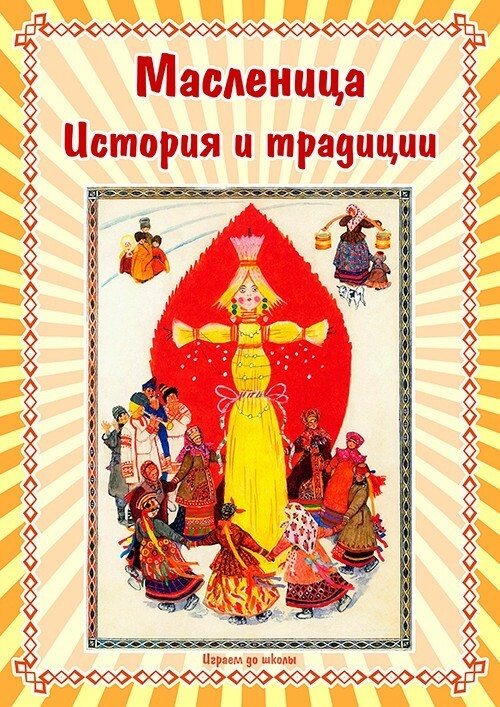 Масленица
История и традиции
Играем до школы